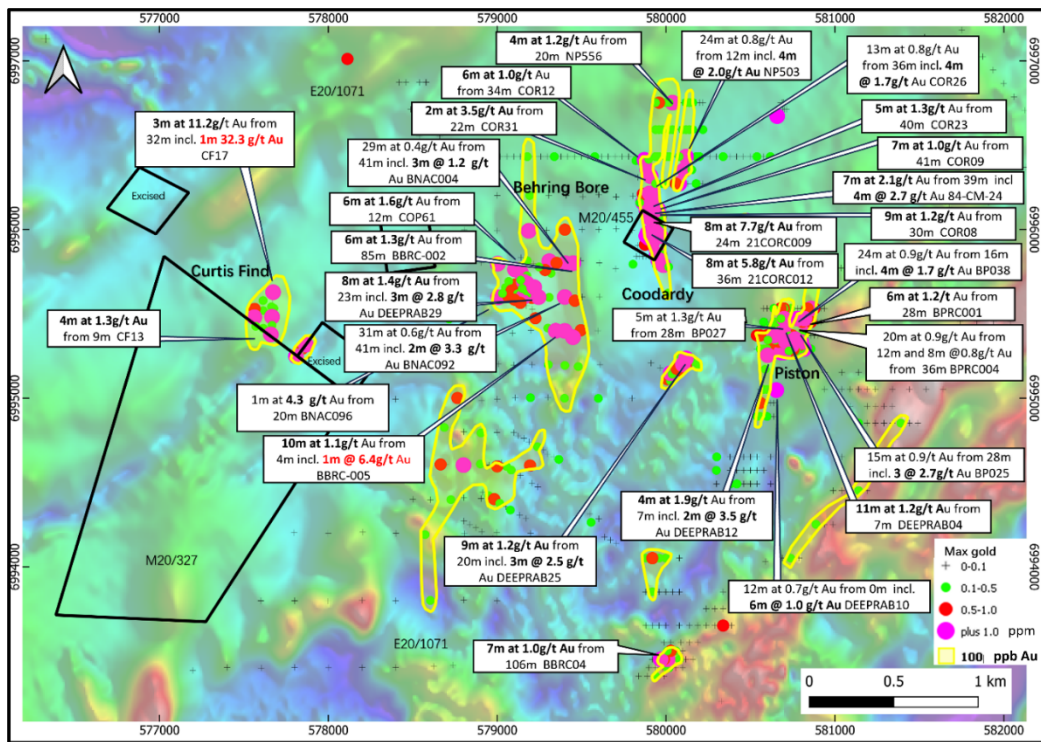 577000
578000
579000
580000
581000
582000
6997000
6997000
E20/1071
4m at 1.2g/t Au from
20m NP556
24m at 0.8g/t Au
from 12m incl. 4m
@ 2.0g/t Au NP503
13m at 0.8g/t Au
from 36m incl. 4m
@ 1.7g/t Au COR26
6m at 1.0g/t Au
from 34m COR12
2m at 3.5g/t Au from
22m COR31
5m at 1.3g/t Au from
40m COR23
3m at 11.2g/t Au from
32m incl. 1m 32.3 g/t Au
CF17
29m at 0.4g/t Au from
41m incl. 3m @ 1.2 g/t
Au BNAC004
7m at 1.0g/t Au from
41m COR09
Excised
Behring Bore
7m at 2.1g/t Au from 39m incl
4m @ 2.7 g/t Au 84-CM-24
6m at 1.6g/t Au from
12m COP61
M20/455
8m at 7.7g/t Au from
24m 21CORC009
9m at 1.2g/t Au from
30m COR08
6996000
6996000
6m at 1.3g/t Au from
85m BBRC-002
8m at 5.8g/t Au from
36m 21CORC012
24m at 0.9g/t Au from 16m
incl. 4m @ 1.7 g/t Au BP038
Curtis Find
8m at 1.4g/t Au from
23m incl. 3m @ 2.8 g/t
Au DEEPRAB29
Coodardy
6m at 1.2/t Au from
28m BPRC001
4m at 1.3g/t Au
from 9m CF13
5m at 1.3g/t Au
from 28m BP027
31m at 0.6g/t Au from
41m incl. 2m @ 3.3 g/t
Au BNAC092
20m at 0.9g/t Au from
12m and 8m @0.8g/t Au
from 36m BPRC004
Excised
Piston
1m at 4.3 g/t Au from
20m BNAC096
6995000
6995000
10m at 1.1g/t Au from
4m incl. 1m @ 6.4g/t Au
BBRC-005
15m at 0.9/t Au from 28m
incl. 3 @ 2.7g/t Au BP025
4m at 1.9g/t Au from
7m incl. 2m @ 3.5 g/t
Au DEEPRAB12
11m at 1.2g/t Au from
7m DEEPRAB04
9m at 1.2g/t Au from
20m incl. 3m @ 2.5 g/t
Au DEEPRAB25
M20/327
6994000
6994000
12m at 0.7g/t Au from 0m incl.
6m @ 1.0 g/t Au DEEPRAB10
E20/1071
7m at 1.0g/t Au from
106m BBRC04
Max gold
0-0.1
0.1-0.5
0.5-1.0
plus 1.0 ppm
100 ppb Au
0 0.5 1 km
577000
578000
579000
580000
581000
582000